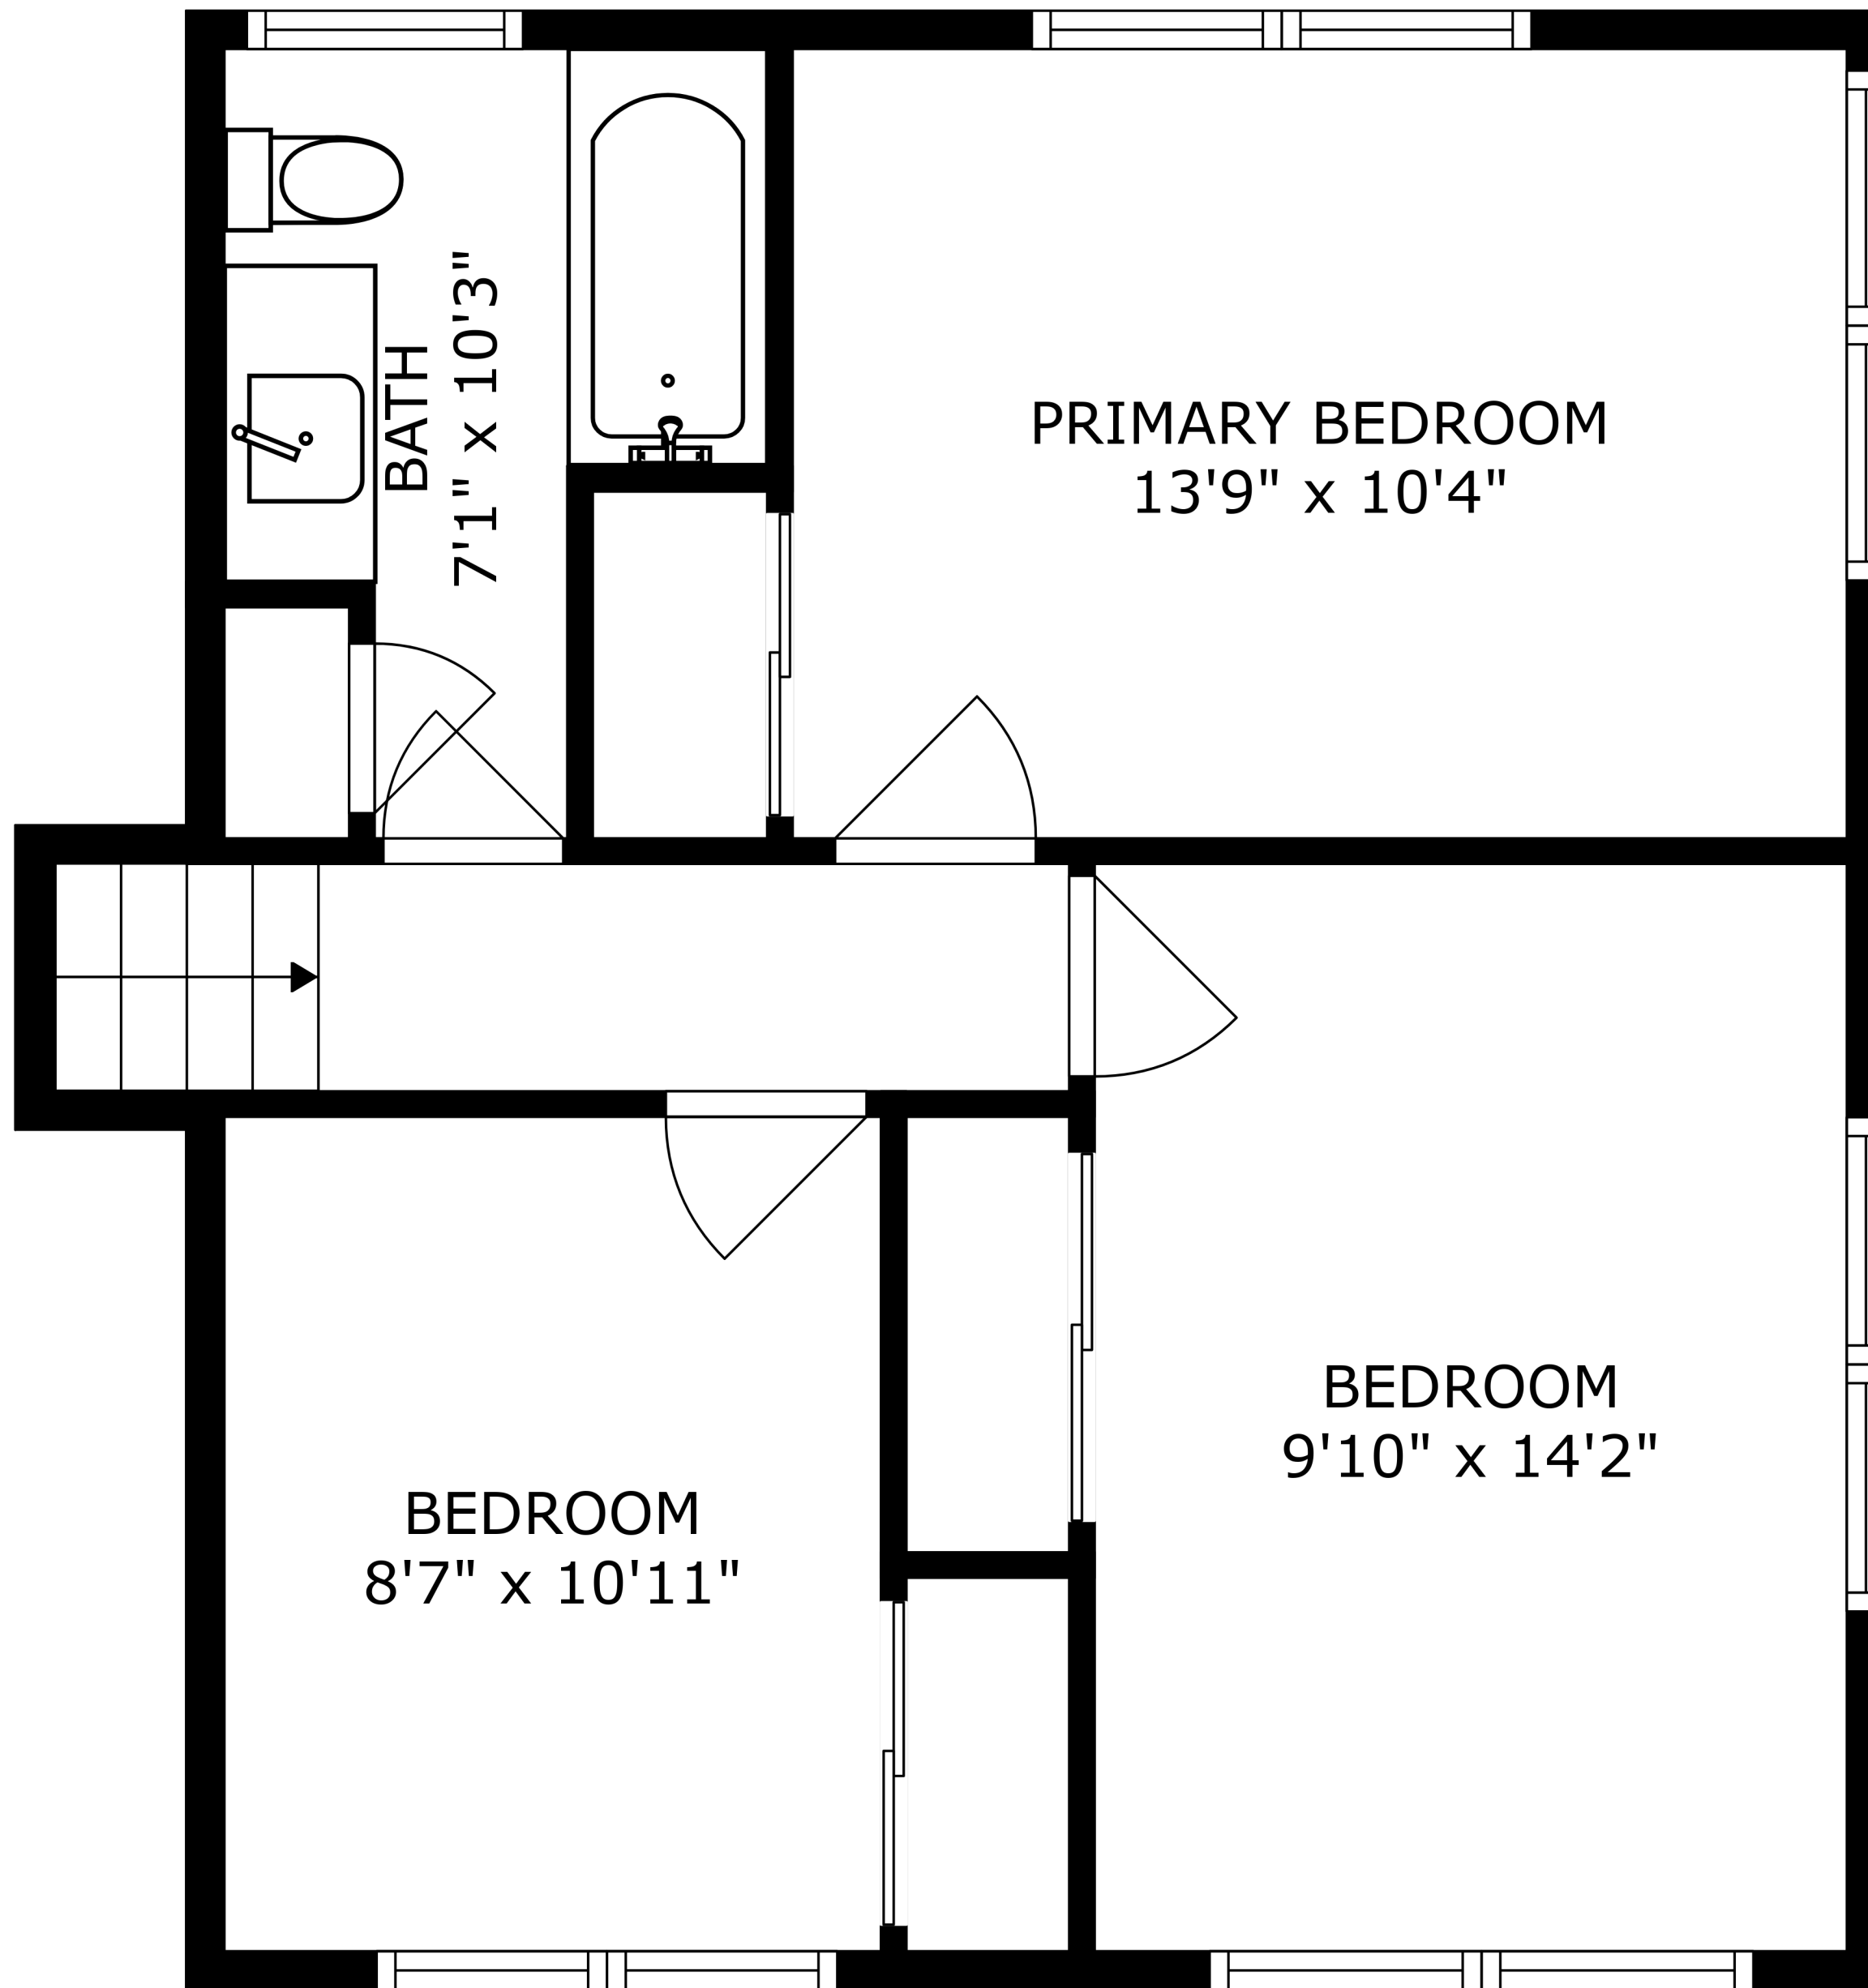 BATH
7'1" x 10'3"
PRIMARY BEDROOM
13'9" x 10'4"
BEDROOM
9'10" x 14'2"
BEDROOM
8'7" x 10'11"